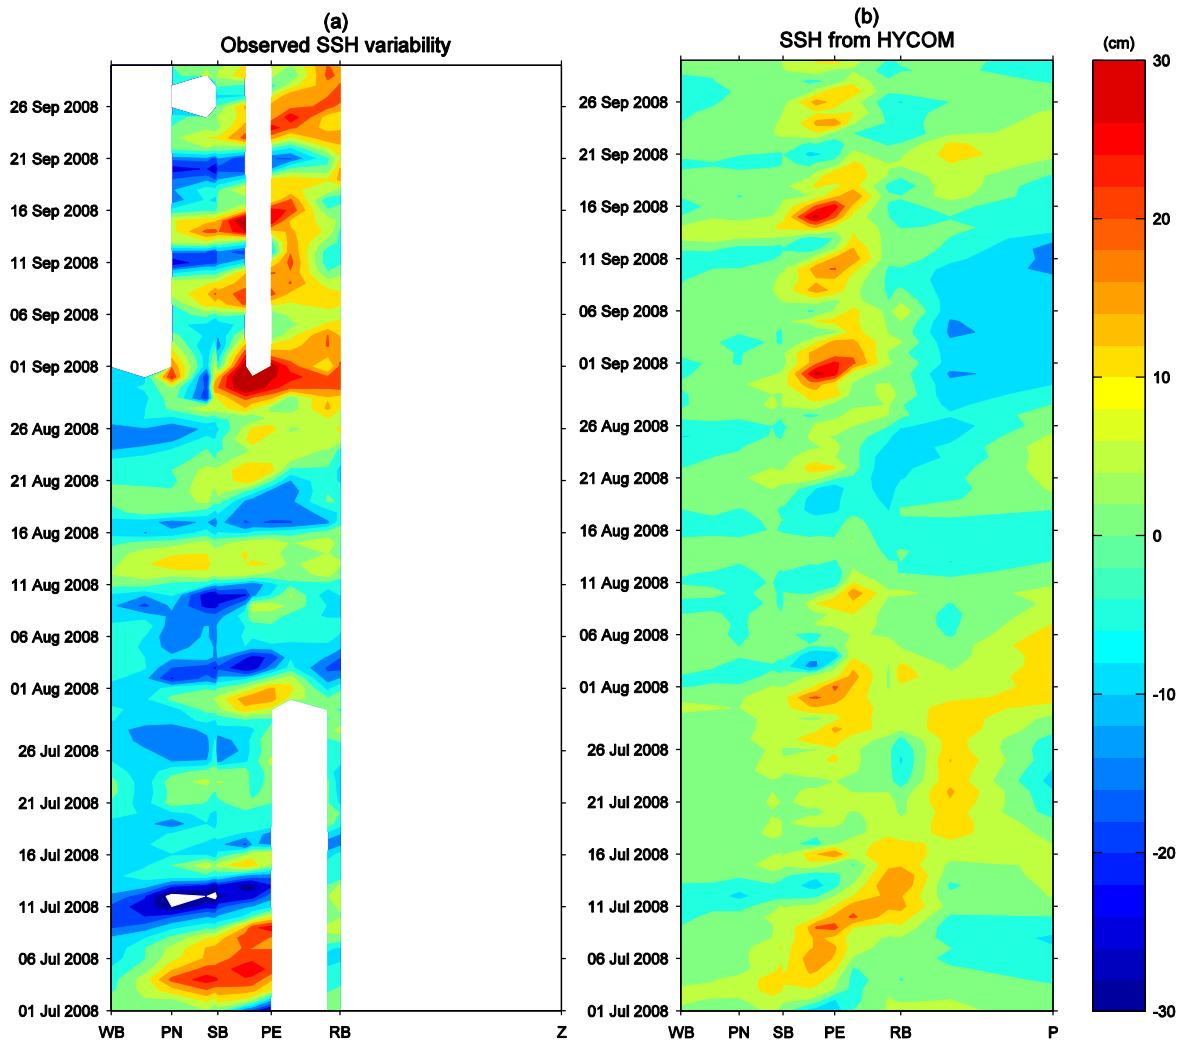 (a)
Observed SSH variability
26 Sep 2008
21 Sep 2008
16 Sep 2008
11 Sep 2008
06 Sep 2008
01 Sep 2008
26 Aug 2008
21 Aug 2008
16 Aug 2008
11 Aug 2008
06 Aug 2008
01 Aug 2008
26 Jul 2008
21 Jul 2008
16 Jul 2008
11 Jul 2008
06 Jul 2008
01 Jul 2008
WB PN SB PE RB Z
(b)
SSH from HYCOM
26 Sep 2008
21 Sep 2008
16 Sep 2008
11 Sep 2008
06 Sep 2008
01 Sep 2008
26 Aug 2008
21 Aug 2008
16 Aug 2008
11 Aug 2008
06 Aug 2008
01 Aug 2008
26 Jul 2008
21 Jul 2008
16 Jul 2008
11 Jul 2008
06 Jul 2008
01 Jul 2008
WB PN SB PE RB P
(cm)
30
20
10
0
-10
-20
-30